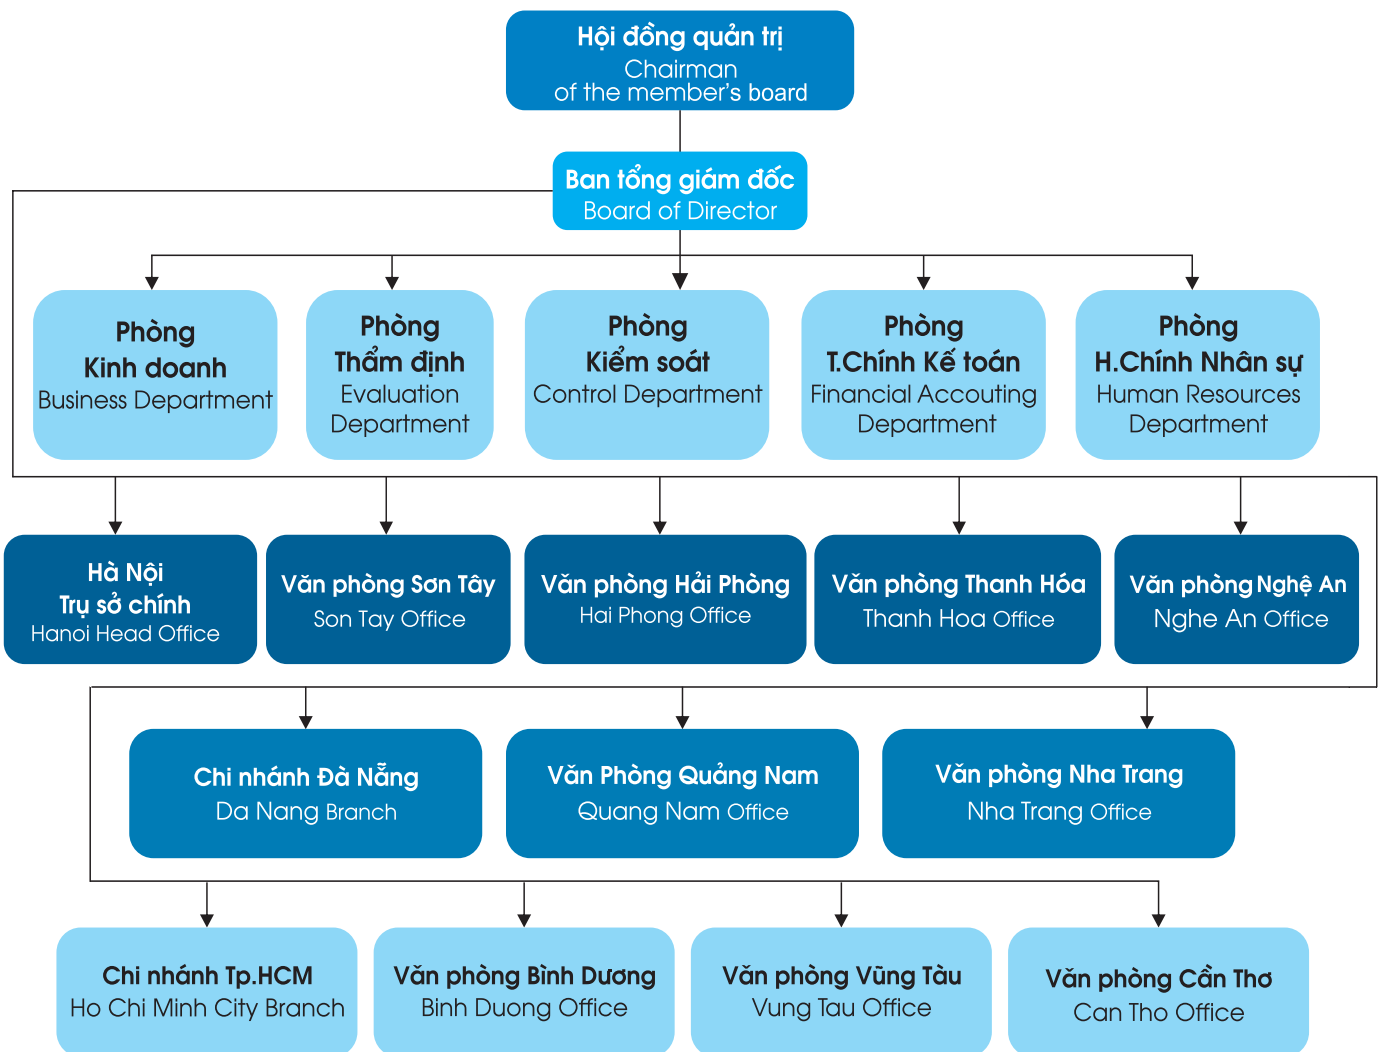 Hội đồng quản trị
Chairman
of the member's board
Ban tổng giám đốc
Board of Director
Phòng
Kinh doanh
Business Department
Phòng
Thẩm định
Evaluation
Department
Phòng
Kiểm soát
Control Department
Phòng
T.Chính Kế toán
Financial Accouting
Department
Phòng
H.Chính Nhân sự
Human Resources
Department
Hà Nội
Trụ sở chính
Hanoi Head Office
Văn phòng Sơn Tây
Son Tay Office
Văn phòng Hải Phòng
Hai Phong Office
Văn phòng Thanh Hóa
Thanh Hoa Office
Văn phòng Nghệ An
Nghe An Office
Chi nhánh Đà Nẵng
Da Nang Branch
Văn Phòng Quảng Nam
Quang Nam Office
Văn phòng Nha Trang
Nha Trang Office
Chi nhánh Tp.HCM
Ho Chi Minh City Branch
Văn phòng Bình Dương
Binh Duong Office
Văn phòng Vũng Tàu
Vung Tau Office
Văn phòng Cần Thơ
Can Tho Office